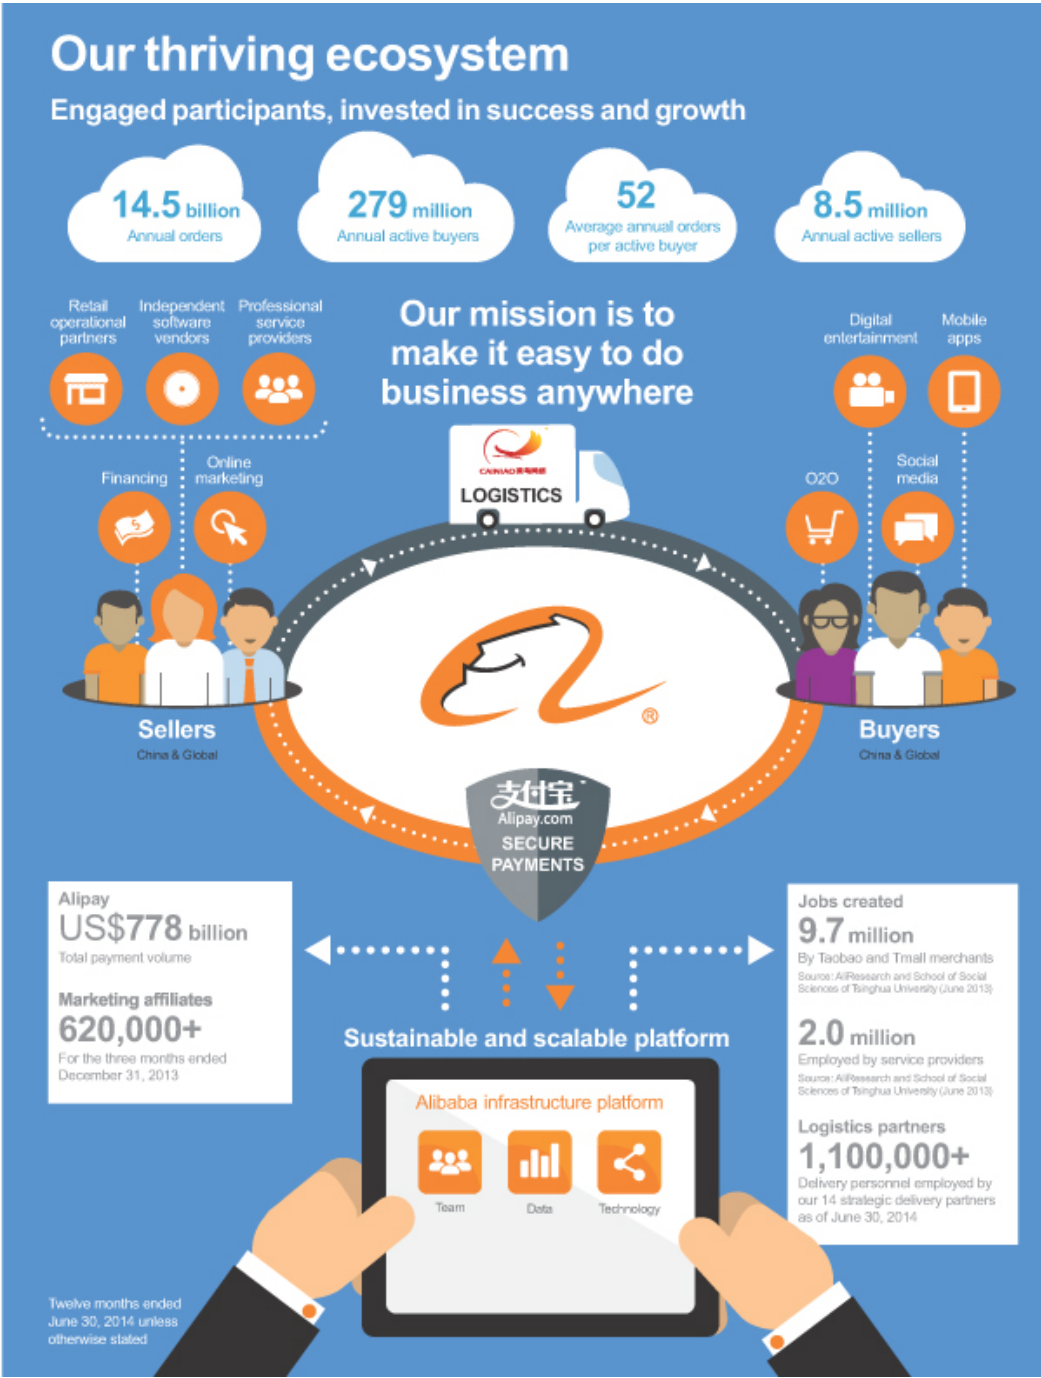 Our thriving ecosystem
Engaged participants, invested in success and growth
14.5 billion
Annual orders
279 million
Annual active buyers
52
Average annual orders
per active buyer
8.5 million
Annual active sellers
Retail
operational
partners
Independent
software
vendors
Professional
service
providers
Our mission is to
make it easy to do
business anywhere
Digital
entertainment
Mobile
apps
Financing
Online
marketing
CAINIAO
LOGISTICS
O2O
Social
media
Sellers
China & Global
Buyers
China & Global
®
支付宝
Alipay.com
SECURE
PAYMENTS
Alipay
US$778 billion
Total payment volume
Marketing affiliates
620,000+
For the three months ended
December 31, 2013
Jobs created
9.7 million
By Taobao and Tmall merchants
Source: AliResearch and School of Social
Sciences of Tsinghua University (June 2013)
2.0 million
Employed by service providers
Source: AliResearch and School of Social
Sciences of Tsinghua University (June 2013)
Logistics partners
1,100,000+
Delivery personnel employed by
our 14 strategic delivery partners
as of June 30, 2014
Sustainable and scalable platform
Alibaba infrastructure platform
Team
Data
Technology
Twelve months ended
June 30, 2014 unless
otherwise stated